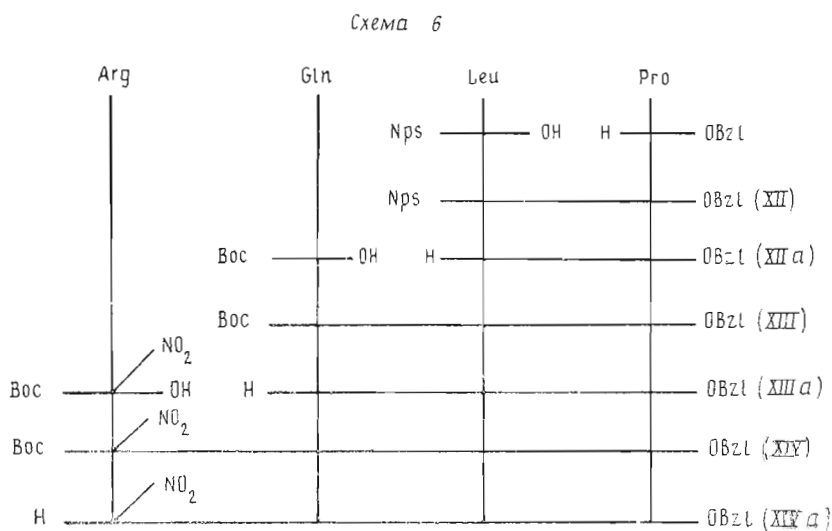 Схема 6
Arg Gln Leu Pro
Nps OH H OBzl
Nps OBzl (XII)
Boc OH H OBzl (XIIa)
Boc OBzl (XIII)
NO2
Boc OH H OBzl (XIIIa)
NO2
Boc OBzl (XIV)
NO2
H OBzl (XIVa)